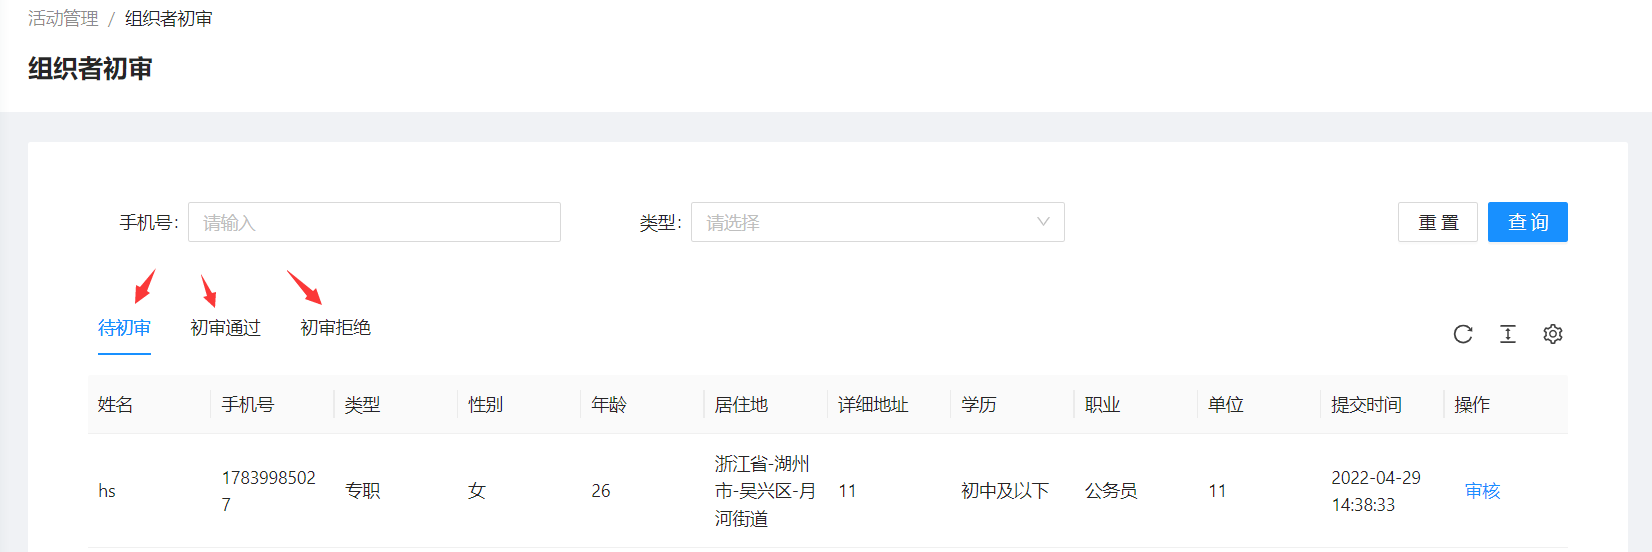 活动管理 / 组织者初审
组织者初审
手机号: 请输入 类型: 请选择 重 置 查 询
待初审 初审通过 初审拒绝
姓名 手机号 类型 性别 年龄 居住地 详细地址 学历 职业 单位 提交时间 操作
hs 1783998502
7 专职 女 26 浙江省-湖州
市-吴兴区-月
河街道 11 初中及以下 公务员 11 2022-04-29
14:38:33 审核